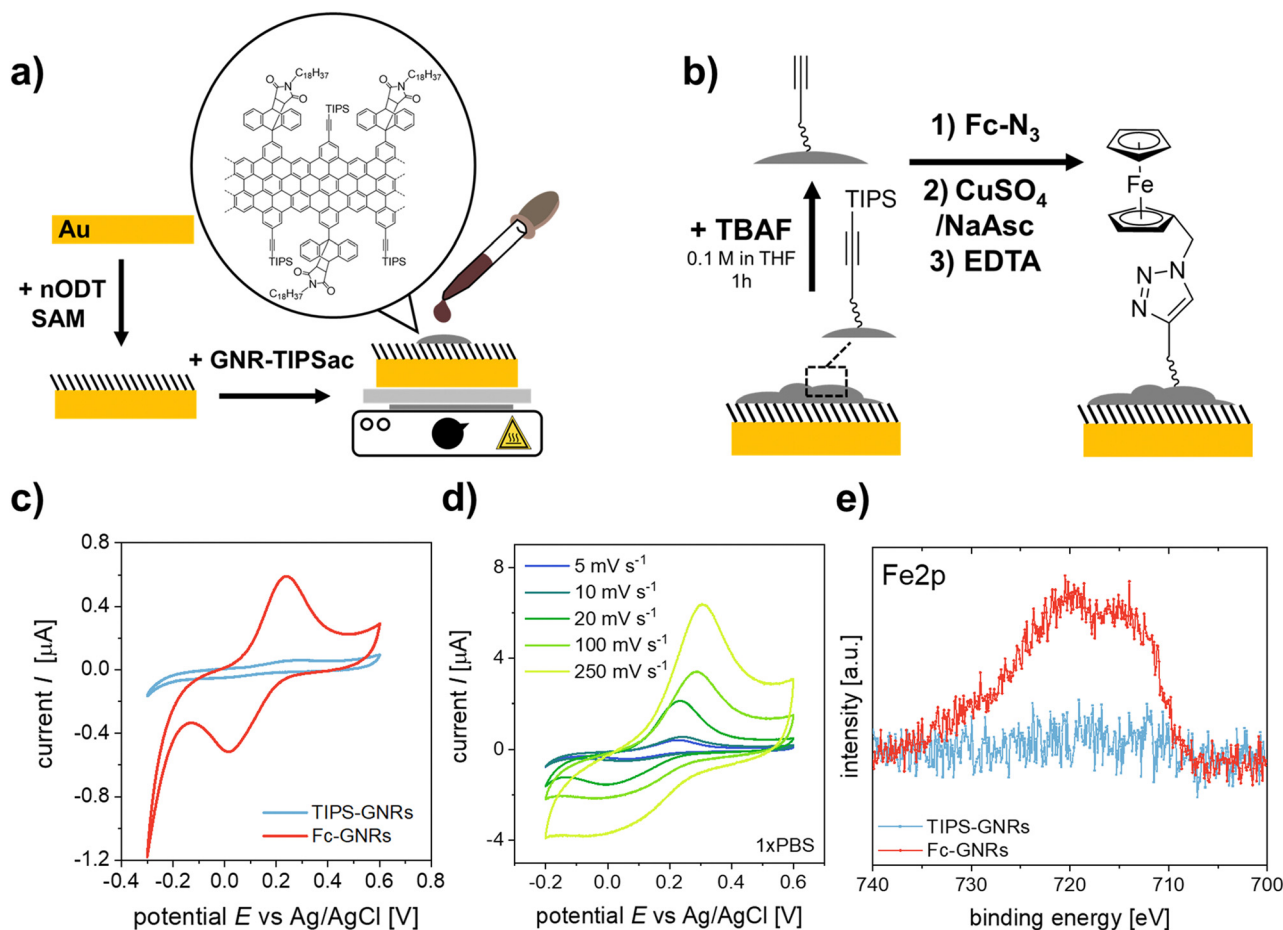 a)
C₁₈H₃₇
C₁₈H₃₇
O
N
O
O
N
O
TIPS
Au
TIPS
TIPS
O
N
O
C₁₈H₃₇
+ nODT
SAM
+ GNR-TIPSac
b)
1) Fc-N₃
2) CuSO₄
/NaAsc
3) EDTA
TIPS
+ TBAF
0.1 M in THF
1h
Fe
N
N
N
c)
0.8
0.4
0.0
-0.4
-0.8
-1.2
current I / [μA]
TIPS-GNRs
Fc-GNRs
-0.4
-0.2
0.0
0.2
0.4
0.6
0.8
potential E vs Ag/AgCl [V]
d)
8
4
0
-4
current I / [μA]
5 mV s⁻¹
10 mV s⁻¹
20 mV s⁻¹
100 mV s⁻¹
250 mV s⁻¹
1xPBS
-0.2
0.0
0.2
0.4
0.6
potential E vs Ag/AgCl [V]
e)
Fe2p
intensity [a.u.]
TIPS-GNRs
Fc-GNRs
740
730
720
710
700
binding energy [eV]